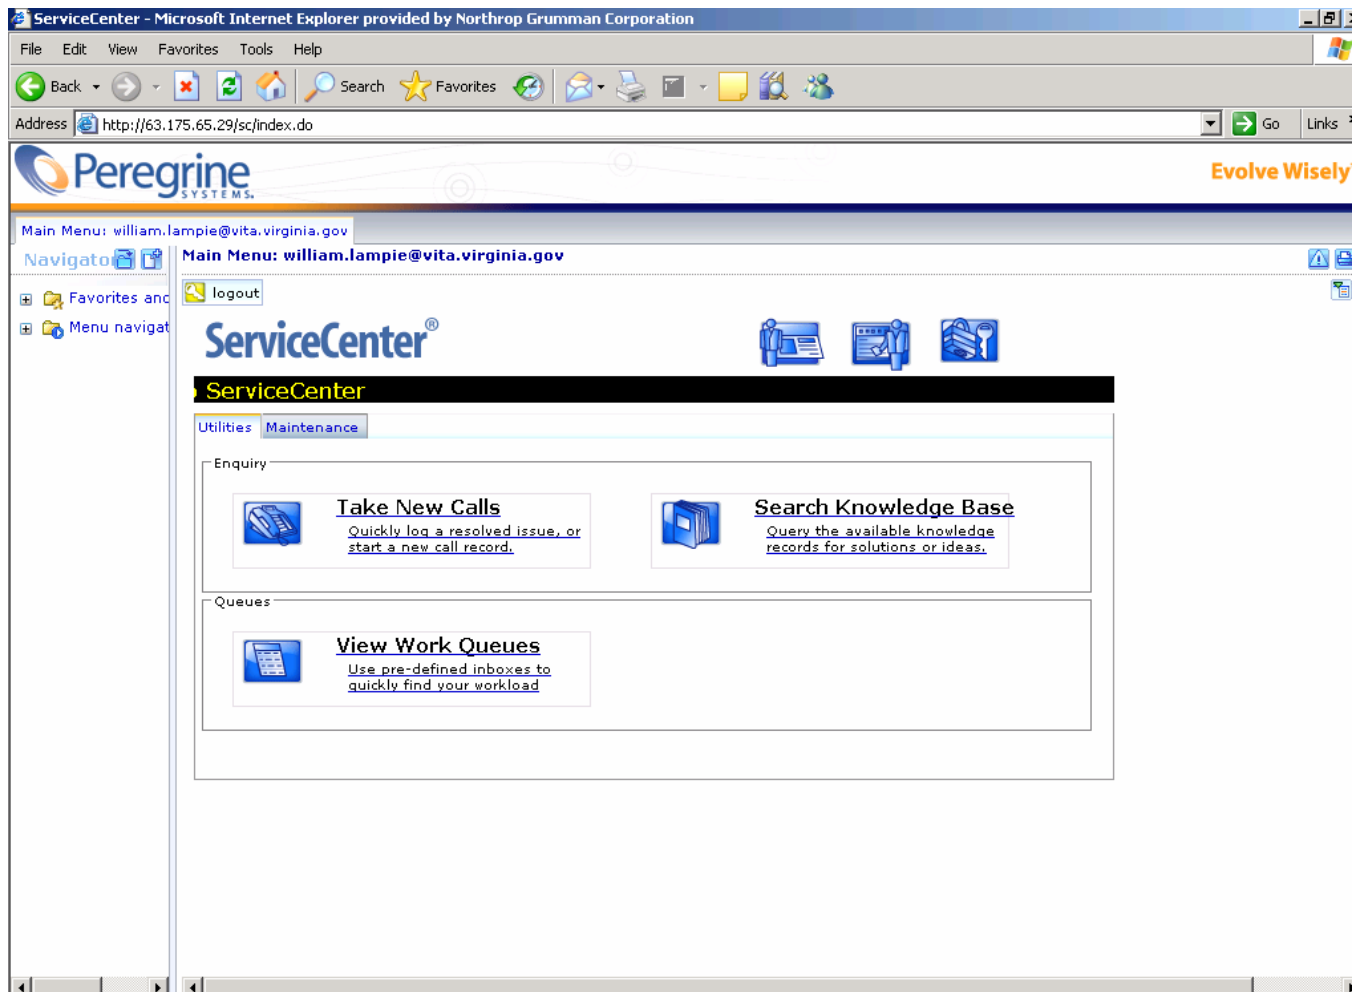 ServiceCenter - Microsoft Internet Explorer provided by Northrop Grumman Corporation
File Edit View Favorites Tools Help
Back Search Favorites
Address http://63.175.65.29/sc/index.do Go Links
Peregrine
SYSTEMS.
Evolve Wisely
Main Menu: william.lampie@vita.virginia.gov
Navigato
Main Menu: william.lampie@vita.virginia.gov
Favorites and
Menu navigat
logout
ServiceCenter®
ServiceCenter
Utilities Maintenance
Enquiry
Take New Calls
Quickly log a resolved issue, or
start a new call record.
Search Knowledge Base
Query the available knowledge
records for solutions or ideas.
Queues
View Work Queues
Use pre-defined inboxes to
quickly find your workload